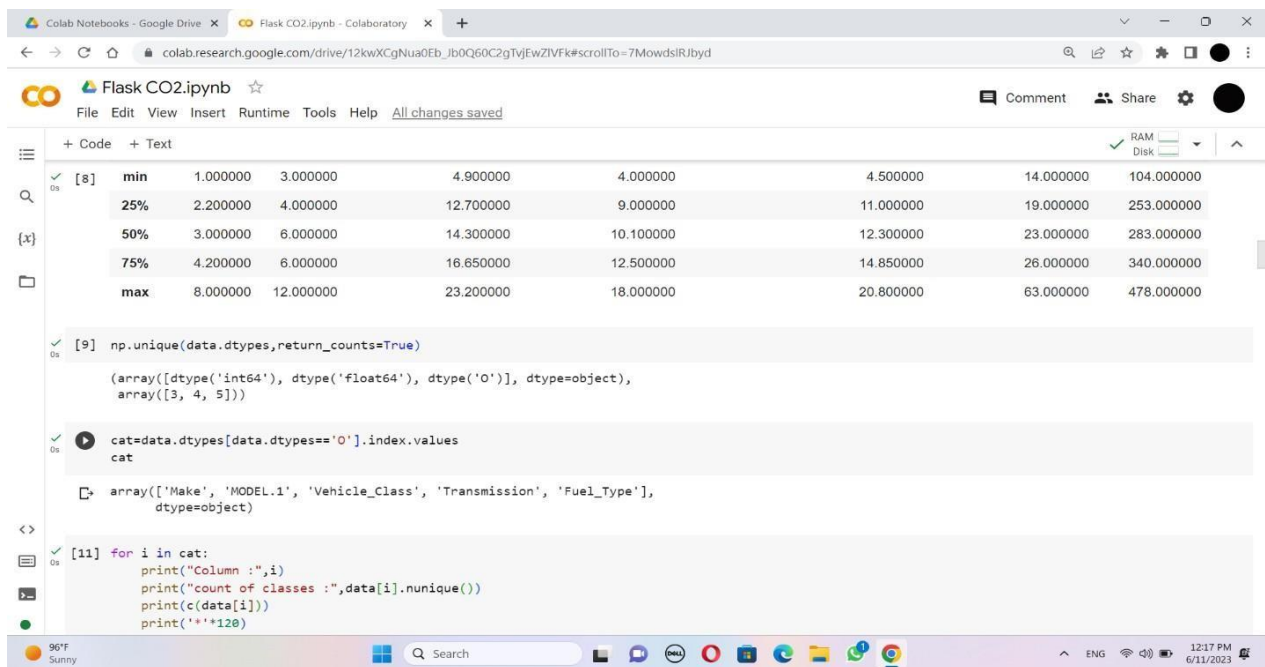 Colab Notebooks - Google Drive
Flask CO2.ipynb - Colaboratory
colab.research.google.com/drive/12kwXCgNua0Eb_Jb0Q60C2gTvjEwZlVFk#scrollTo=7MowdslRJbyd
Flask CO2.ipynb
File Edit View Insert Runtime Tools Help All changes saved
Comment Share
+ Code + Text
RAM
Disk
[8] min 1.000000 3.000000 4.900000 4.000000 4.500000 14.000000 104.000000
0s
25% 2.200000 4.000000 12.700000 9.000000 11.000000 19.000000 253.000000
50% 3.000000 6.000000 14.300000 10.100000 12.300000 23.000000 283.000000
75% 4.200000 6.000000 16.650000 12.500000 14.850000 26.000000 340.000000
max 8.000000 12.000000 23.200000 18.000000 20.800000 63.000000 478.000000
[9] np.unique(data.dtypes,return_counts=True)
0s
(array([dtype('int64'), dtype('float64'), dtype('O')], dtype=object),
array([3, 4, 5]))
cat=data.dtypes[data.dtypes=='O'].index.values
0s
cat
array(['Make', 'MODEL.1', 'Vehicle_Class', 'Transmission', 'Fuel_Type'],
dtype=object)
[11] for i in cat:
0s
print("Column :",i)
print("count of classes :",data[i].nunique())
print(c(data[i]))
print('*'*120)
96°F
Sunny
Search
DELL
1
ENG
12:17 PM
6/11/2023